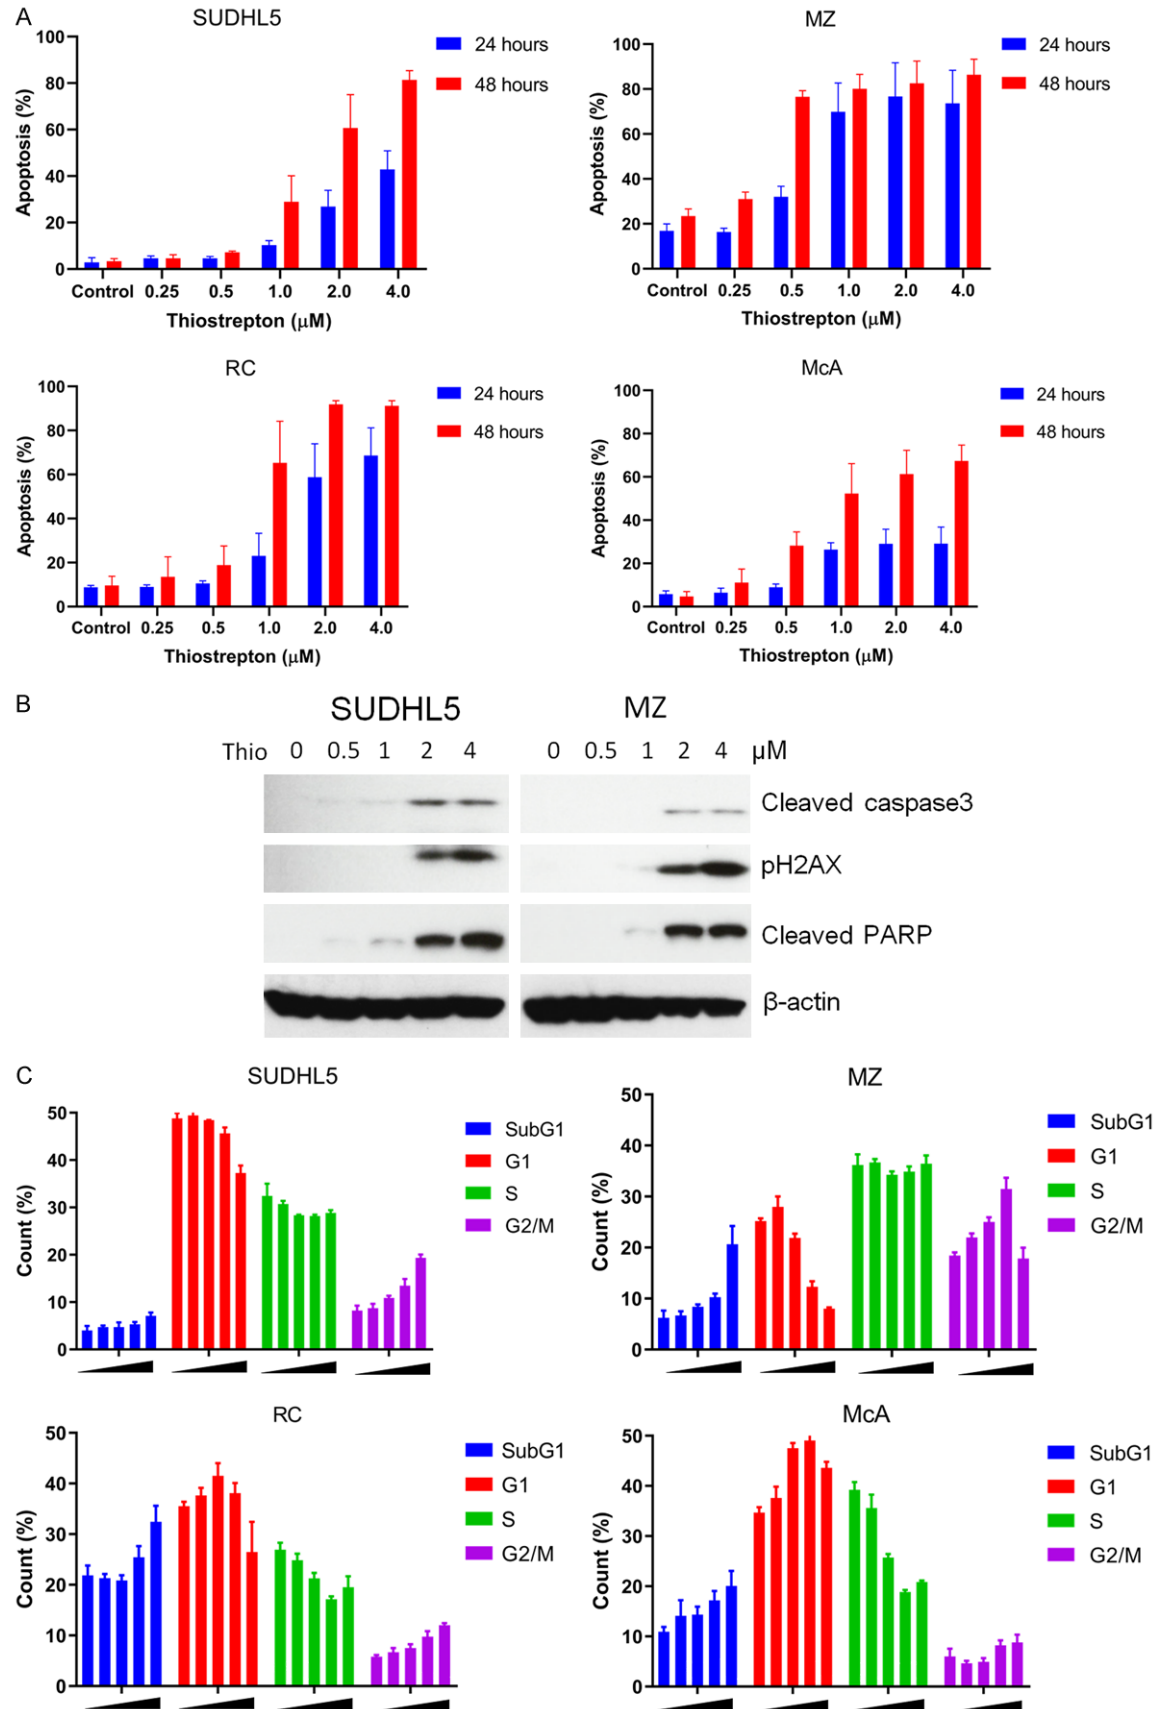 A
SUDHL5
100
80
60
40
20
0
Apoptosis (%)
Control 0.25 0.5 1.0 2.0 4.0
Thiostrepton (μM)
24 hours
48 hours
MZ
100
80
60
40
20
0
Apoptosis (%)
Control 0.25 0.5 1.0 2.0 4.0
Thiostrepton (μM)
24 hours
48 hours
RC
100
80
60
40
20
0
Apoptosis (%)
Control 0.25 0.5 1.0 2.0 4.0
Thiostrepton (μM)
24 hours
48 hours
McA
100
80
60
40
20
0
Apoptosis (%)
Control 0.25 0.5 1.0 2.0 4.0
Thiostrepton (μM)
24 hours
48 hours
B
SUDHL5 MZ
Thio 0 0.5 1 2 4 0 0.5 1 2 4 μM
Cleaved caspase3
pH2AX
Cleaved PARP
β-actin
C
SUDHL5
50
40
30
20
10
0
Count (%)
SubG1
G1
S
G2/M
MZ
50
40
30
20
10
0
Count (%)
SubG1
G1
S
G2/M
RC
50
40
30
20
10
0
Count (%)
SubG1
G1
S
G2/M
McA
50
40
30
20
10
0
Count (%)
SubG1
G1
S
G2/M